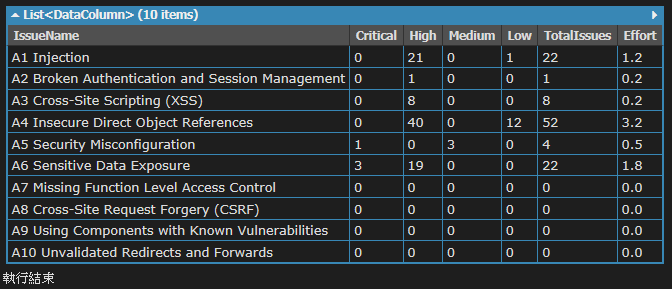 List<DataColumn> (10 items)
IssueName Critical High Medium Low TotalIssues Effort
A1 Injection 0 21 0 1 22 1.2
A2 Broken Authentication and Session Management 0 1 0 0 1 0.2
A3 Cross-Site Scripting (XSS) 0 8 0 0 8 0.2
A4 Insecure Direct Object References 0 40 0 12 52 3.2
A5 Security Misconfiguration 1 0 3 0 4 0.5
A6 Sensitive Data Exposure 3 19 0 0 22 1.8
A7 Missing Function Level Access Control 0 0 0 0 0 0.0
A8 Cross-Site Request Forgery (CSRF) 0 0 0 0 0 0.0
A9 Using Components with Known Vulnerabilities 0 0 0 0 0 0.0
A10 Unvalidated Redirects and Forwards 0 0 0 0 0 0.0
執行結束